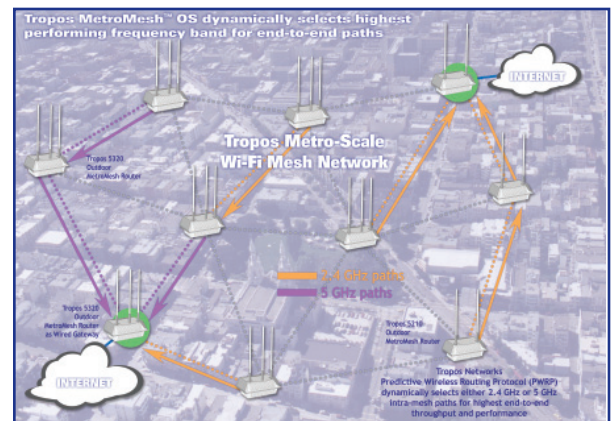 Tropos MetroMesh™ OS dynamically selects highest
performing frequency band for end-to-end paths
INTERNET
Tropos Metro-Scale
Wi-Fi Mesh Network
Tropos 5320
Outdoor
MetroMesh Router
2.4 GHz paths
5 GHz paths
Tropos 5320
Outdoor
MetroMesh Router
as Wired Gateway
Tropos 5210
Outdoor
MetroMesh Router
INTERNET
Tropos Networks
Predictive Wireless Routing Protocol (PWRP)
dynamically selects either 2.4 GHz or 5 GHz
intra-mesh paths for highest end-to-end
throughput and performance